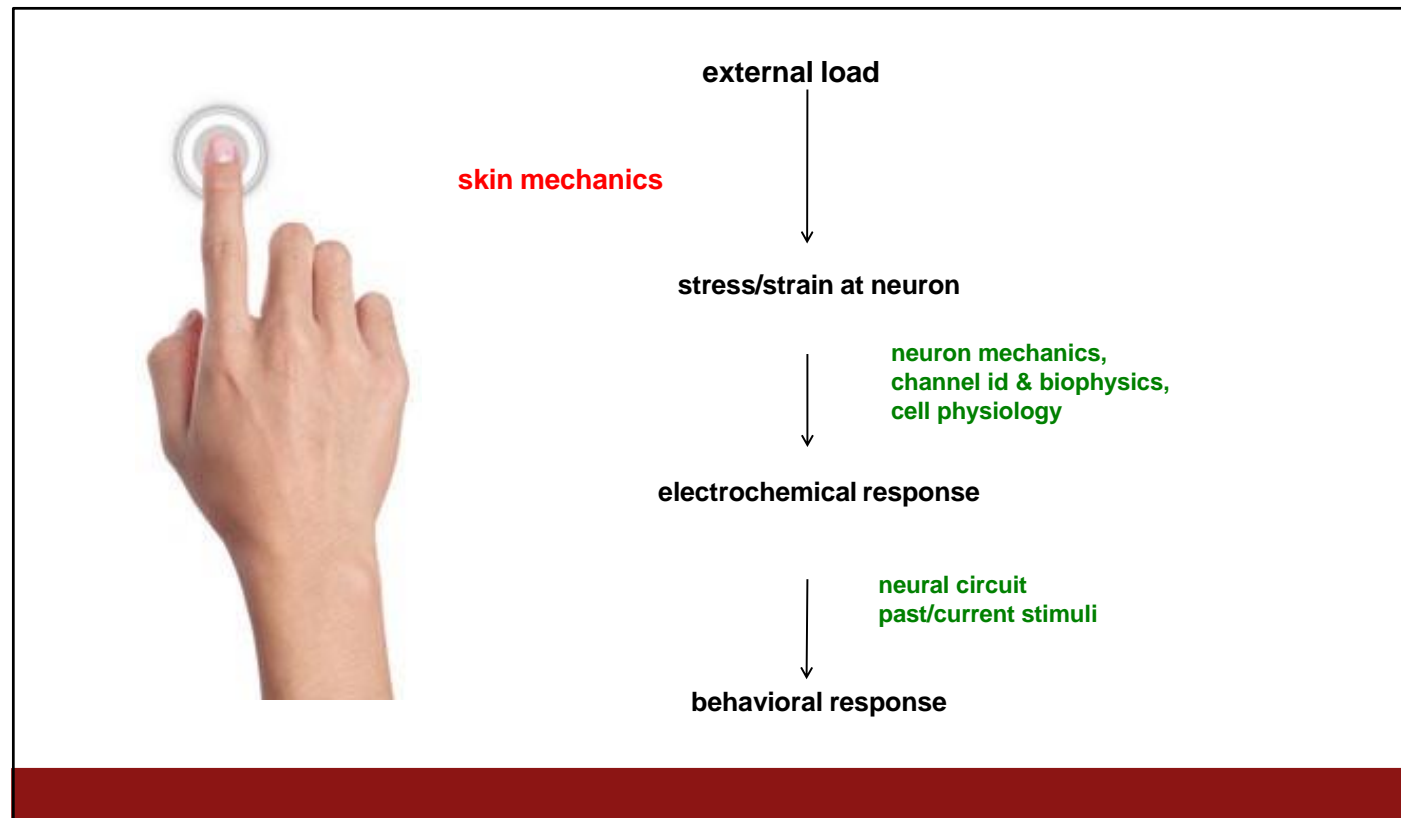 external load
skin mechanics
stress/strain at neuron
neuron mechanics,
channel id & biophysics,
cell physiology
electrochemical response
neural circuit
past/current stimuli
behavioral response